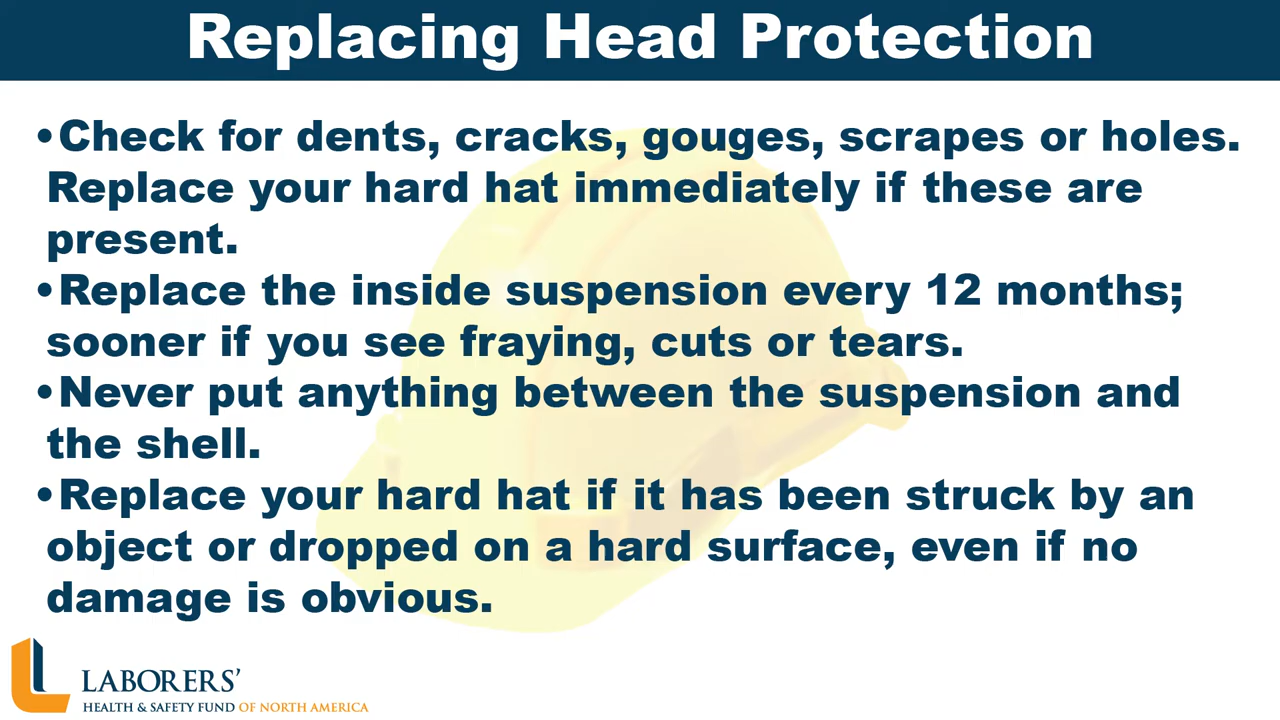 Replacing Head Protection
•Check for dents, cracks, gouges, scrapes or holes.
Replace your hard hat immediately if these are
present.
•Replace the inside suspension every 12 months;
sooner if you see fraying, cuts or tears.
•Never put anything between the suspension and
the shell.
•Replace your hard hat if it has been struck by an
object or dropped on a hard surface, even if no
damage is obvious.
LABORERS’
HEALTH & SAFETY FUND OF NORTH AMERICA